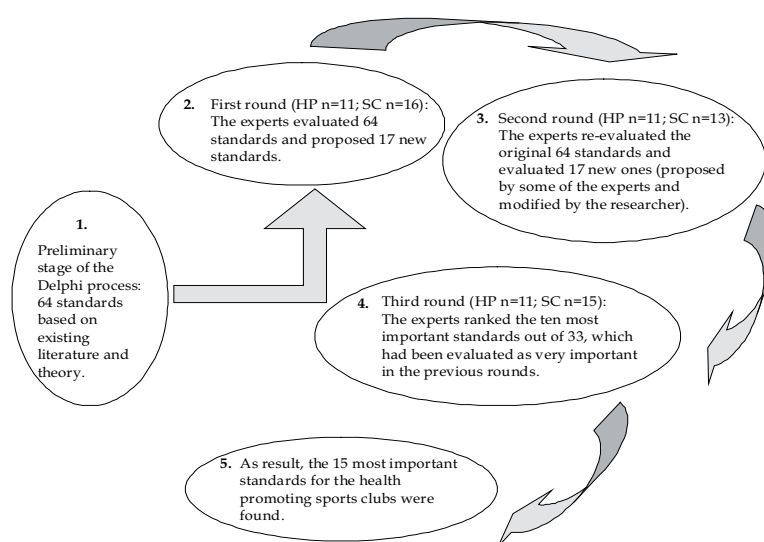 1.
Preliminary
stage of the
Delphi process:
64 standards
based on
existing
literature and
theory.
2. First round (HP n=11; SC n=16):
The experts evaluated 64
standards and proposed 17 new
standards.
3. Second round (HP n=11; SC n=13):
The experts re-evaluated the
original 64 standards and
evaluated 17 new ones (proposed
by some of the experts and
modified by the researcher).
4. Third round (HP n=11; SC n=15):
The experts ranked the ten most
important standards out of 33, which
had been evaluated as very important
in the previous rounds.
5. As result, the 15 most important
standards for the health
promoting sports clubs were
found.